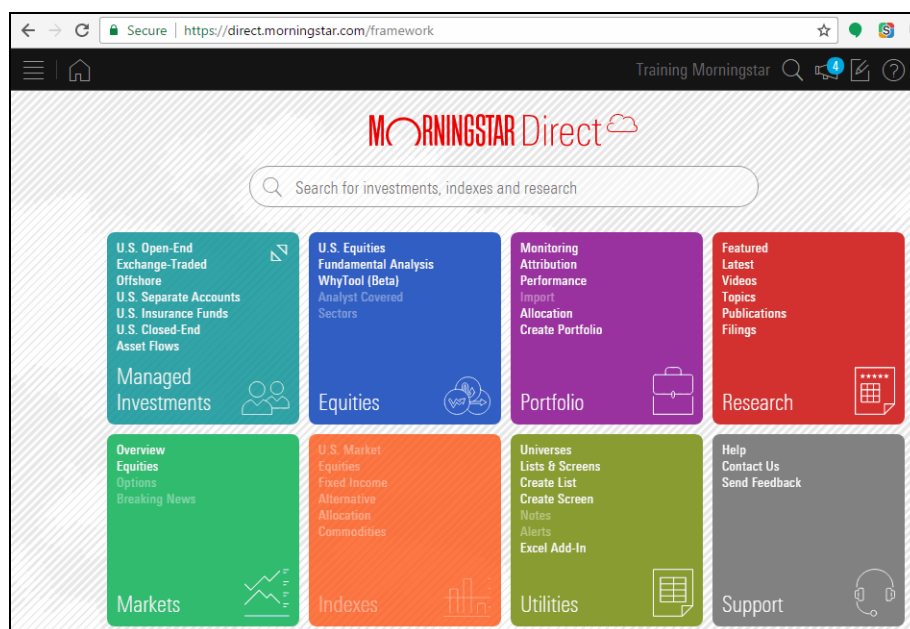 Secure https://direct.morningstar.com/framework
Training Morningstar 4
MORNINGSTAR Direct
Search for investments, indexes and research
U.S. Open-End
Exchange-Traded
Offshore
U.S. Separate Accounts
U.S. Insurance Funds
U.S. Closed-End
Asset Flows
Managed
Investments
U.S. Equities
Fundamental Analysis
WhyTool (Beta)
Analyst Covered
Sectors
Equities
Monitoring
Attribution
Performance
Import
Allocation
Create Portfolio
Portfolio
Featured
Latest
Videos
Topics
Publications
Filings
Research
Overview
Equities
Options
Breaking News
Markets
U.S. Market
Equities
Fixed Income
Alternative
Allocation
Commodities
Indexes
Universes
Lists & Screens
Create List
Create Screen
Notes
Alerts
Excel Add-In
Utilities
Help
Contact Us
Send Feedback
Support